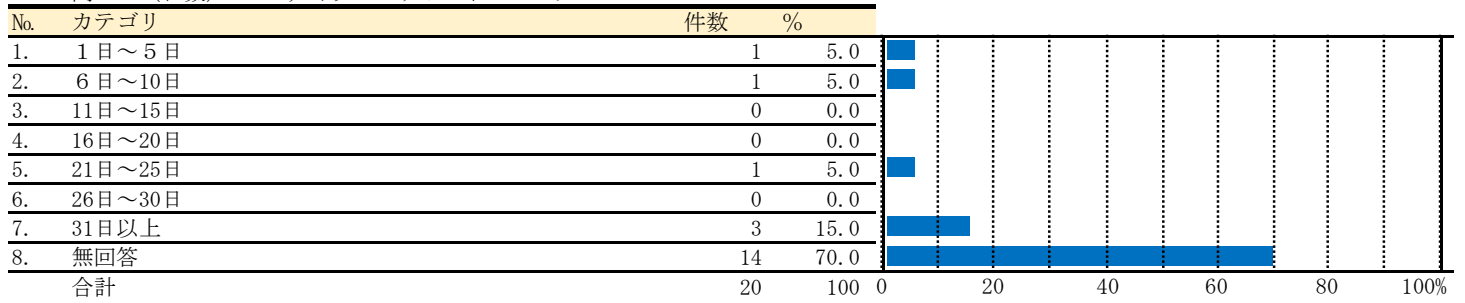 № カテゴリ 件数 %
1. １日～５日 1 5.0
2. ６日～10日 1 5.0
3. 11日～15日 0 0.0
4. 16日～20日 0 0.0
5. 21日～25日 1 5.0
6. 26日～30日 0 0.0
7. 31日以上 3 15.0
8. 無回答 14 70.0
合計 20 100 0 20 40 60 80 100%